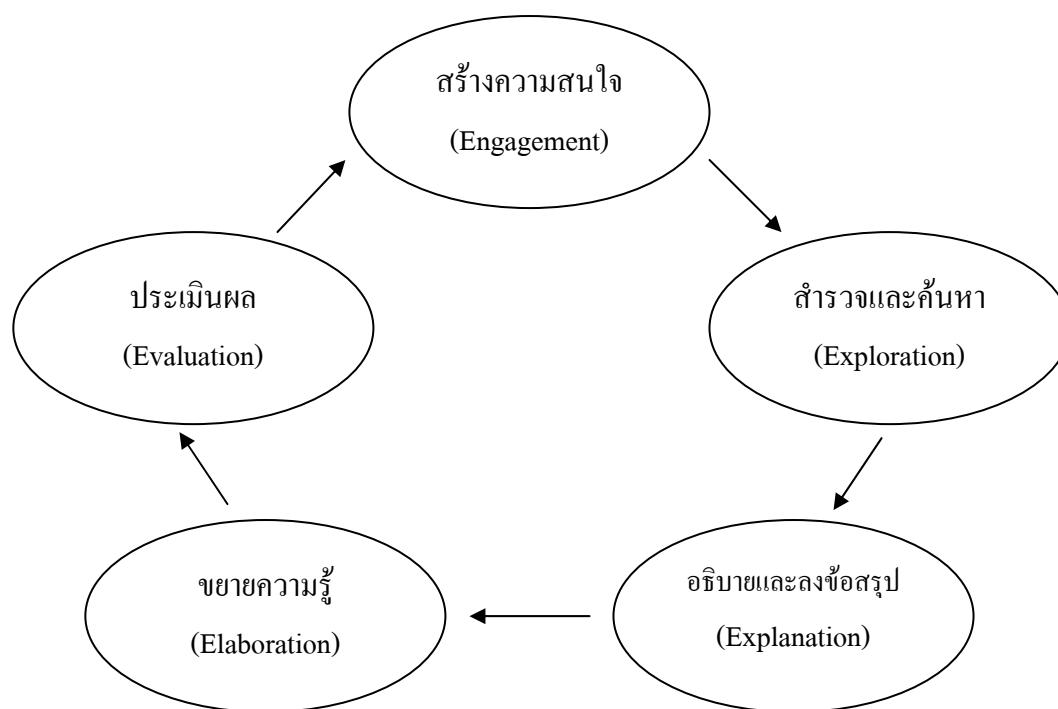 สร้างความสนใจ
(Engagement)
สำรวจและค้นหา
(Exploration)
อธิบายและลงข้อสรุป
(Explanation)
ขยายความรู้
(Elaboration)
ประเมินผล
(Evaluation)